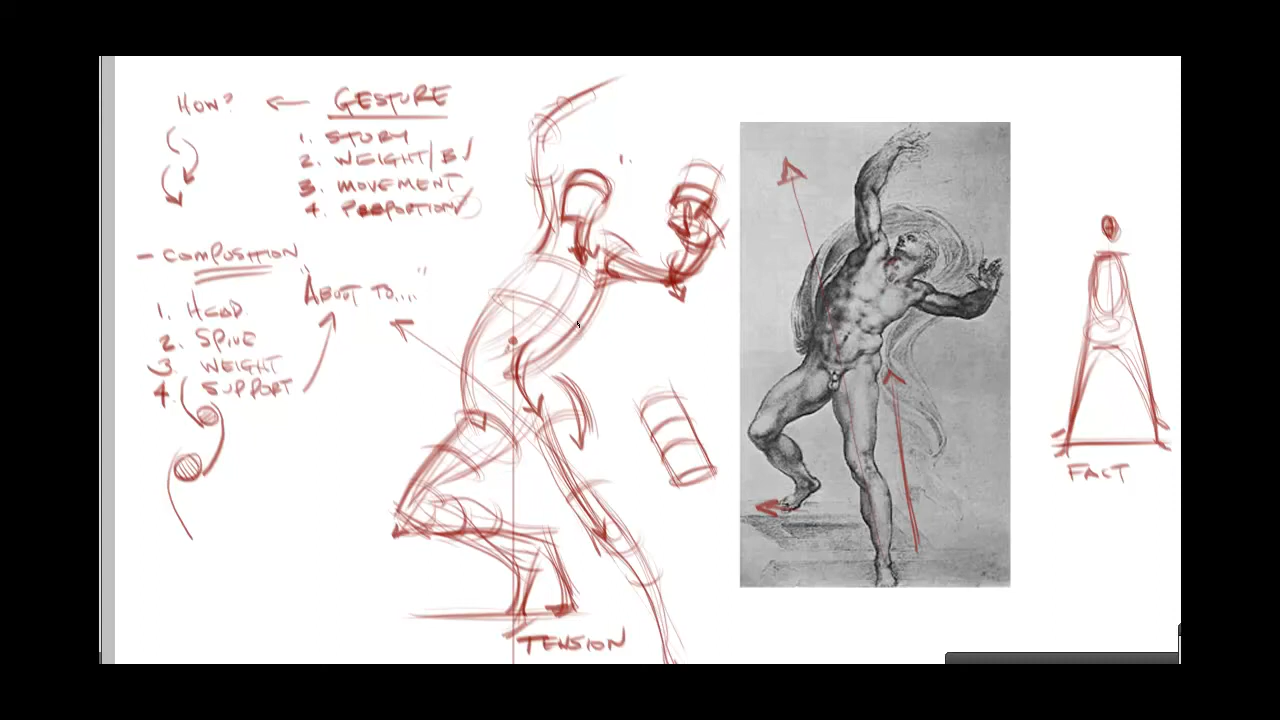 HOW? ← GESTURE
1. STORY
2. WEIGHT/B
3. MOVEMENT
4. PROPORTION
- COMPOSITION
"ABOUT TO...."
1. HEAD
2. SPINE
3. WEIGHT
4. SUPPORT
1.
FACT
TENSION